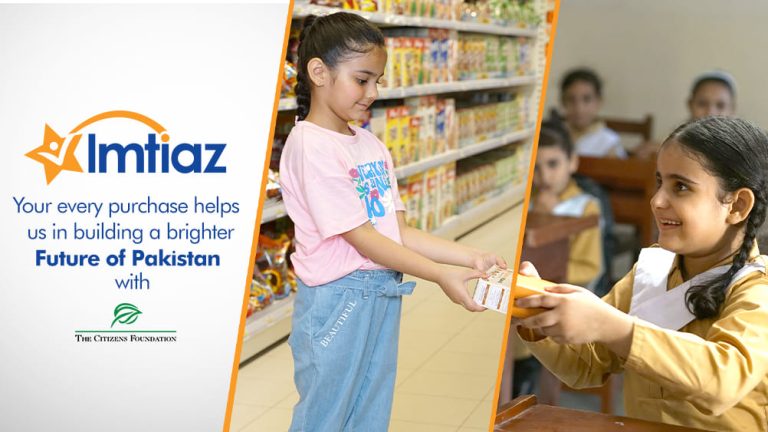 Imtiaz
Your every purchase helps
us in building a brighter
Future of Pakistan
with
THE CITIZENS FOUNDATION
BEAUTIFUL